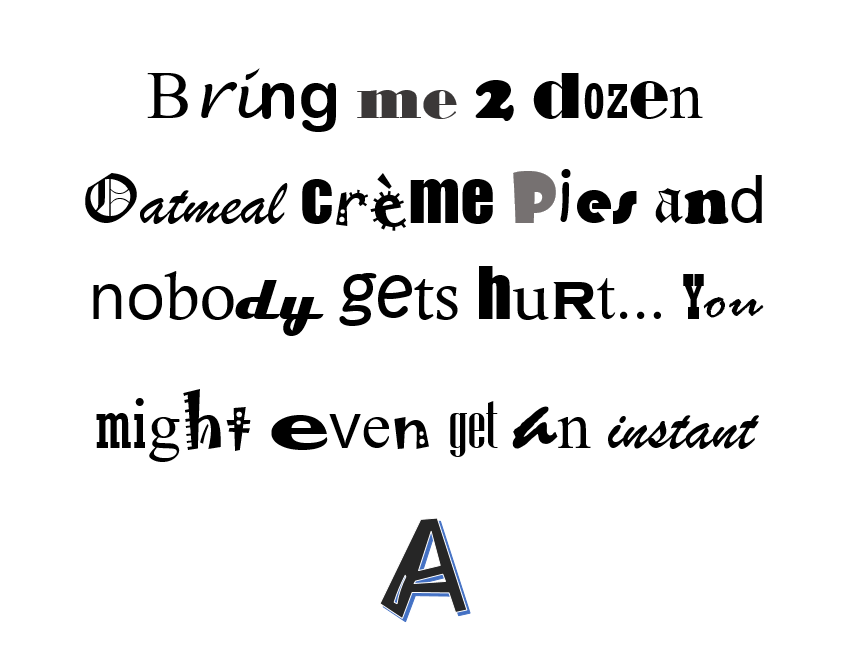 Bring me 2 dozen
Oatmeal crème Pies and
nobody gets huRt... You
might even get an instant
A